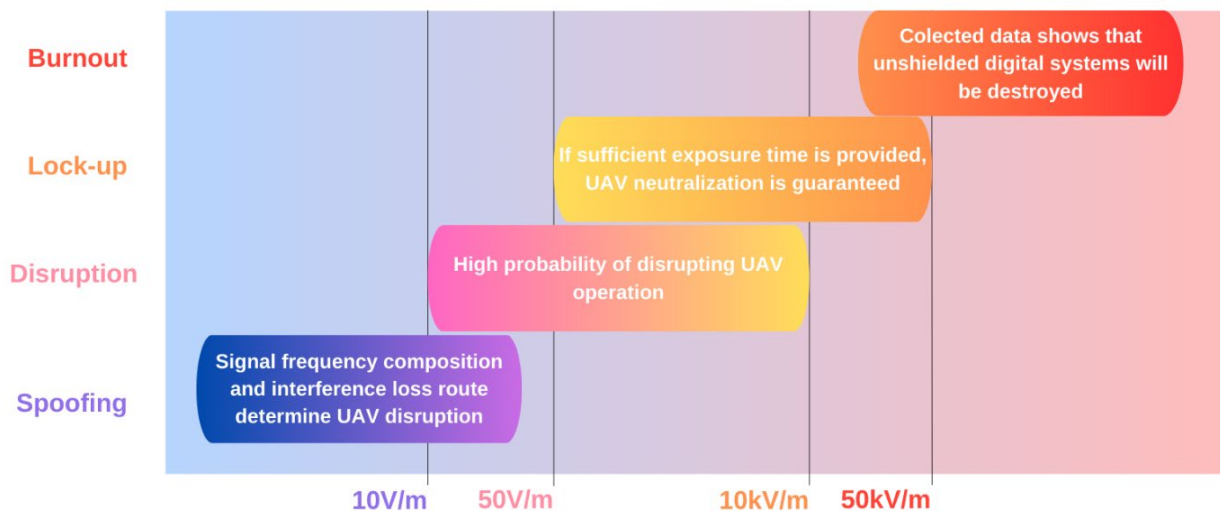 Burnout
Colected data shows that
unshielded digital systems will
be destroyed
Lock-up
If sufficient exposure time is provided,
UAV neutralization is guaranteed
Disruption
High probability of disrupting UAV
operation
Spoofing
Signal frequency composition
and interference loss route
determine UAV disruption
10V/m
50V/m
10kV/m
50kV/m